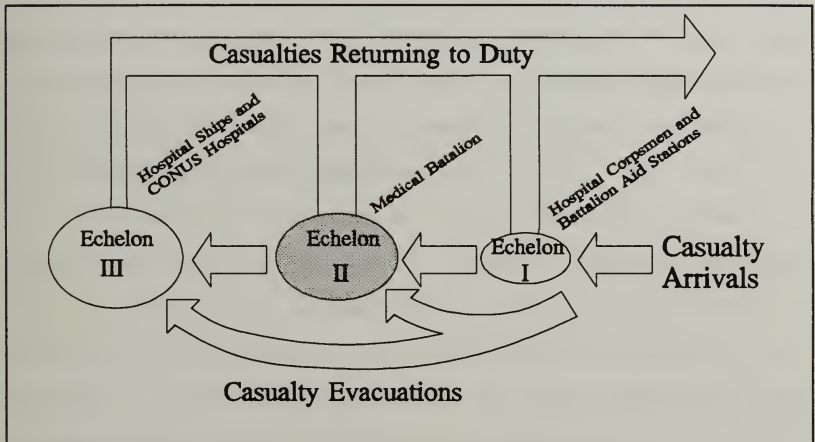 Casualties Returning to Duty
Hospital Ships and
CONUS Hospitals
Medical Batalion
Hospital Corpsmen and
Battalion Aid Stations
Echelon
III
Echelon
II
Echelon
I
Casualty
Arrivals
Casualty Evacuations